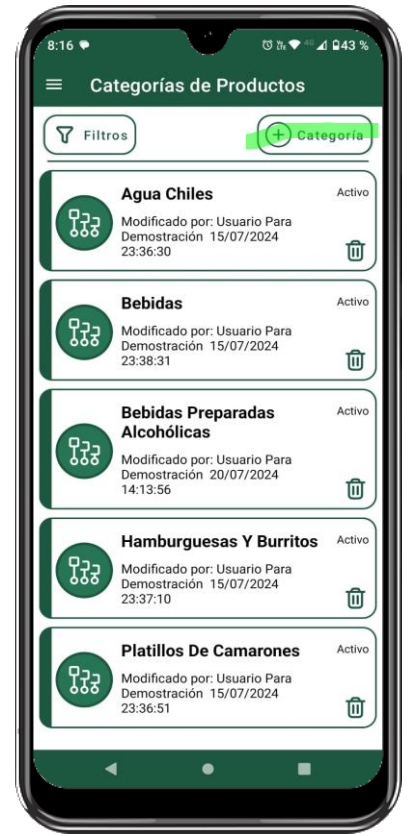 8:16 4G 43 %
Categorías de Productos
Filtros
Categoría
Agua Chiles Activo
Modificado por: Usuario Para
Demostración 15/07/2024
23:36:30
Bebidas Activo
Modificado por: Usuario Para
Demostración 15/07/2024
23:38:31
Bebidas Preparadas Activo
Alcohólicas
Modificado por: Usuario Para
Demostración 20/07/2024
14:13:56
Hamburguesas Y Burritos Activo
Modificado por: Usuario Para
Demostración 15/07/2024
23:37:10
Platillos De Camarones Activo
Modificado por: Usuario Para
Demostración 15/07/2024
23:36:51